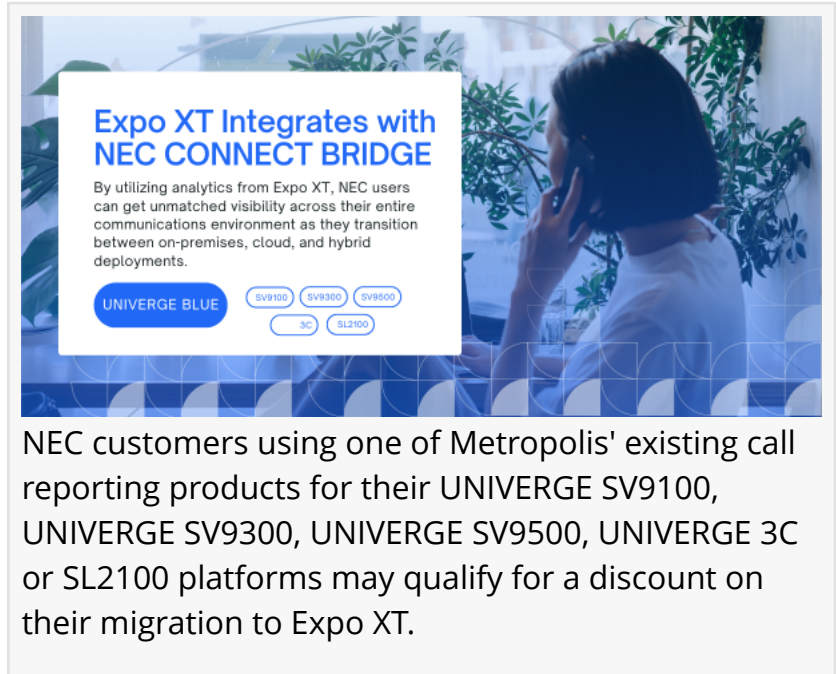 Expo XT Integrates with
NEC CONNECT BRIDGE
By utilizing analytics from Expo XT, NEC users
can get unmatched visibility across their entire
communications environment as they transition
between on-premises, cloud, and hybrid
deployments.
UNIVERGE BLUE
SV9100 SV9300 SV9500
3C SL2100
NEC customers using one of Metropolis' existing call
reporting products for their UNIVERGE SV9100,
UNIVERGE SV9300, UNIVERGE SV9500, UNIVERGE 3C
or SL2100 platforms may qualify for a discount on
their migration to Expo XT.